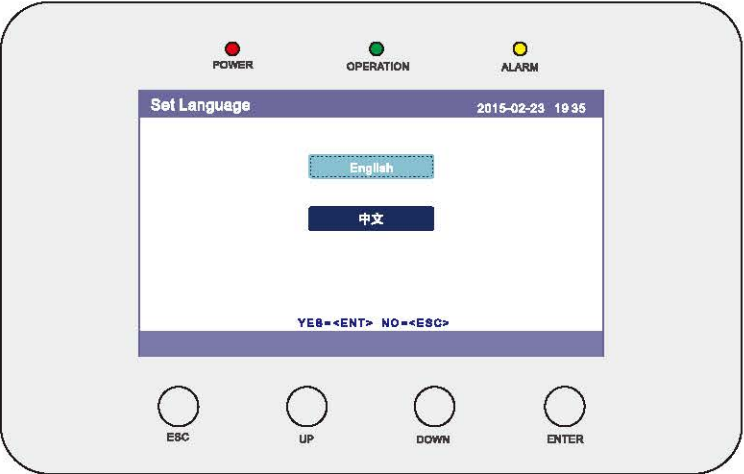 POWER OPERATION ALARM
Set Language 2015-02-23 19:35
English
中文
YES=<ENT> NO=<ESC>
ESC UP DOWN ENTER